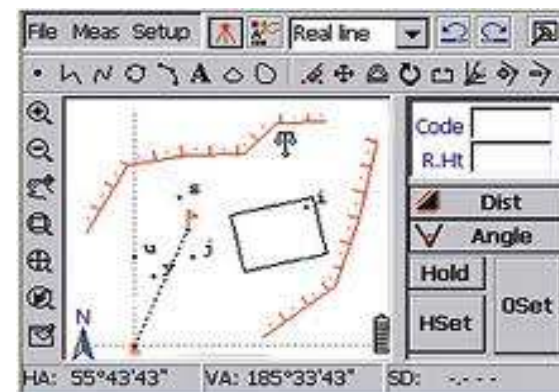 File Meas Setup Real line
A
Code
R.Ht
Dist
Angle
Hold
HSet
0Set
s
i
u
j
v
N
HA: 55°43'43" VA: 185°33'43" SD: -.---